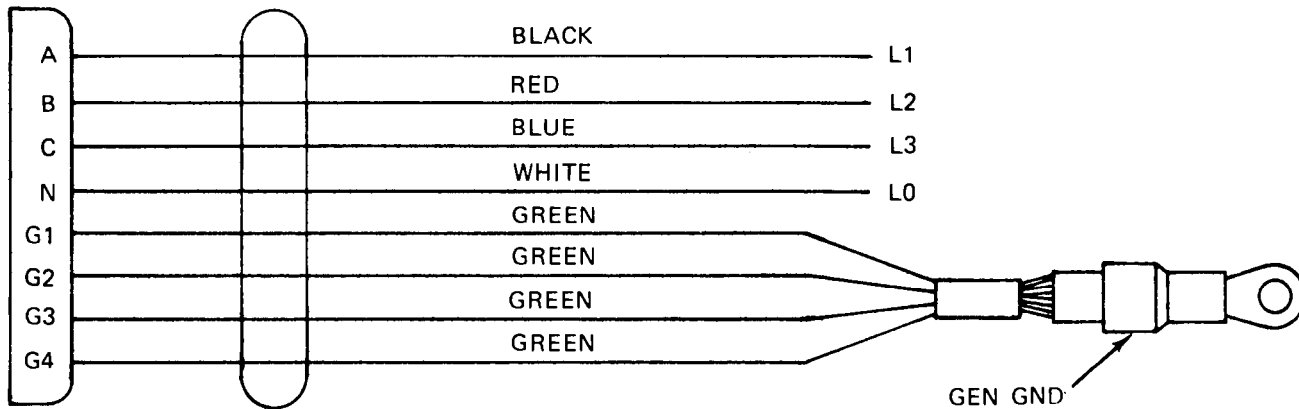 A BLACK L1
B RED L2
C BLUE L3
N WHITE L0
G1 GREEN
G2 GREEN
G3 GREEN
G4 GREEN
GEN GND